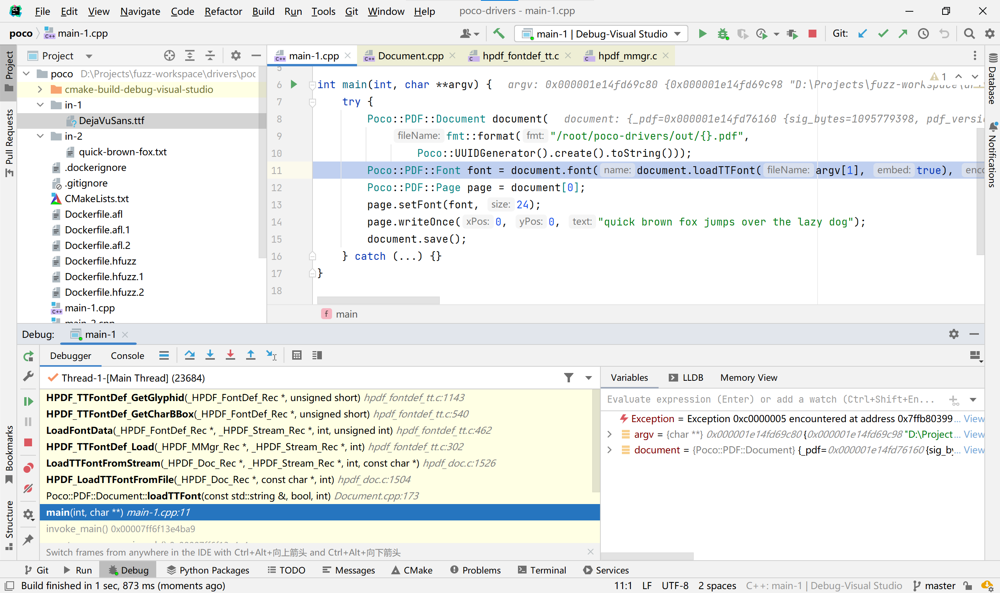 File Edit View Navigate Code Refactor Build Run Tools Git Window Help poco-drivers - main-1.cpp
poco main-1.cpp
main-1 | Debug-Visual Studio
Git:
Project
main-1.cpp
Document.cpp
hpdf_fontdef_tt.c
hpdf_mmgr.c
Project
Pull Requests
Bookmarks
Structure
Database
Notifications
poco D:\Projects\fuzz-workspace\drivers\poc
cmake-build-debug-visual-studio
in-1
DejaVuSans.ttf
in-2
quick-brown-fox.txt
.dockerignore
.gitignore
CMakeLists.txt
Dockerfile.afl
Dockerfile.afl.1
Dockerfile.afl.2
Dockerfile.hfuzz
Dockerfile.hfuzz.1
Dockerfile.hfuzz.2
main-1.cpp
main-2.cpp
5
6 int main(int, char **argv) { argv: 0x000001e14fd69c80 {0x000001e14fd69c98 "D:\Projects\fuzz-workspace\driv
1
7 try {
8 Poco::PDF::Document document( document: {_pdf=0x000001e14fd76160 {sig_bytes=1095779398, pdf_versi
9 fileName: fmt::format( fmt: "/root/poco-drivers/out/{}.pdf",
10 Poco::UUIDGenerator().create().toString()));
11 Poco::PDF::Font font = document.font( name: document.loadTTFont( fileName: argv[1], embed: true), enco
12 Poco::PDF::Page page = document[0];
13 page.setFont(font, size: 24);
14 page.writeOnce( xPos: 0, yPos: 0, text: "quick brown fox jumps over the lazy dog");
15 document.save();
16 } catch (...) {}
17 }
18
f main
Debug: main-1
Debugger Console
Thread-1-[Main Thread] (23684)
HPDF_TTFontDef_GetGlyphid(_HPDF_FontDef_Rec *, unsigned short) hpdf_fontdef_tt.c:1143
HPDF_TTFontDef_GetCharBBox(_HPDF_FontDef_Rec *, unsigned short) hpdf_fontdef_tt.c:540
LoadFontData(_HPDF_FontDef_Rec *, _HPDF_Stream_Rec *, int, unsigned int) hpdf_fontdef_tt.c:462
HPDF_TTFontDef_Load(_HPDF_MMgr_Rec *, _HPDF_Stream_Rec *, int) hpdf_fontdef_tt.c:302
LoadTTFontFromStream(_HPDF_Doc_Rec *, _HPDF_Stream_Rec *, int, const char *) hpdf_doc.c:1526
HPDF_LoadTTFontFromFile(_HPDF_Doc_Rec *, const char *, int) hpdf_doc.c:1504
Poco::PDF::Document::loadTTFont(const std::string &, bool, int) Document.cpp:173
main(int, char **) main-1.cpp:11
invoke_main() 0x00007ff6f13e4ba9
Switch frames from anywhere in the IDE with Ctrl+Alt+向上箭头 and Ctrl+Alt+向下箭头
Variables LLDB Memory View
Evaluate expression (Enter) or add a watch (Ctrl+Shift+En...
Exception = Exception 0xc0000005 encountered at address 0x7ffb80399... View
argv = {char **} 0x000001e14fd69c80 {0x000001e14fd69c98 "D:\Project... View
document = {Poco::PDF::Document} {_pdf=0x000001e14fd76160 {sig_by... View
Git Run Debug Python Packages TODO Messages CMake Problems Terminal Services
Build finished in 1 sec, 873 ms (moments ago)
11:1 LF UTF-8 2 spaces C++: main-1 | Debug-Visual Studio master